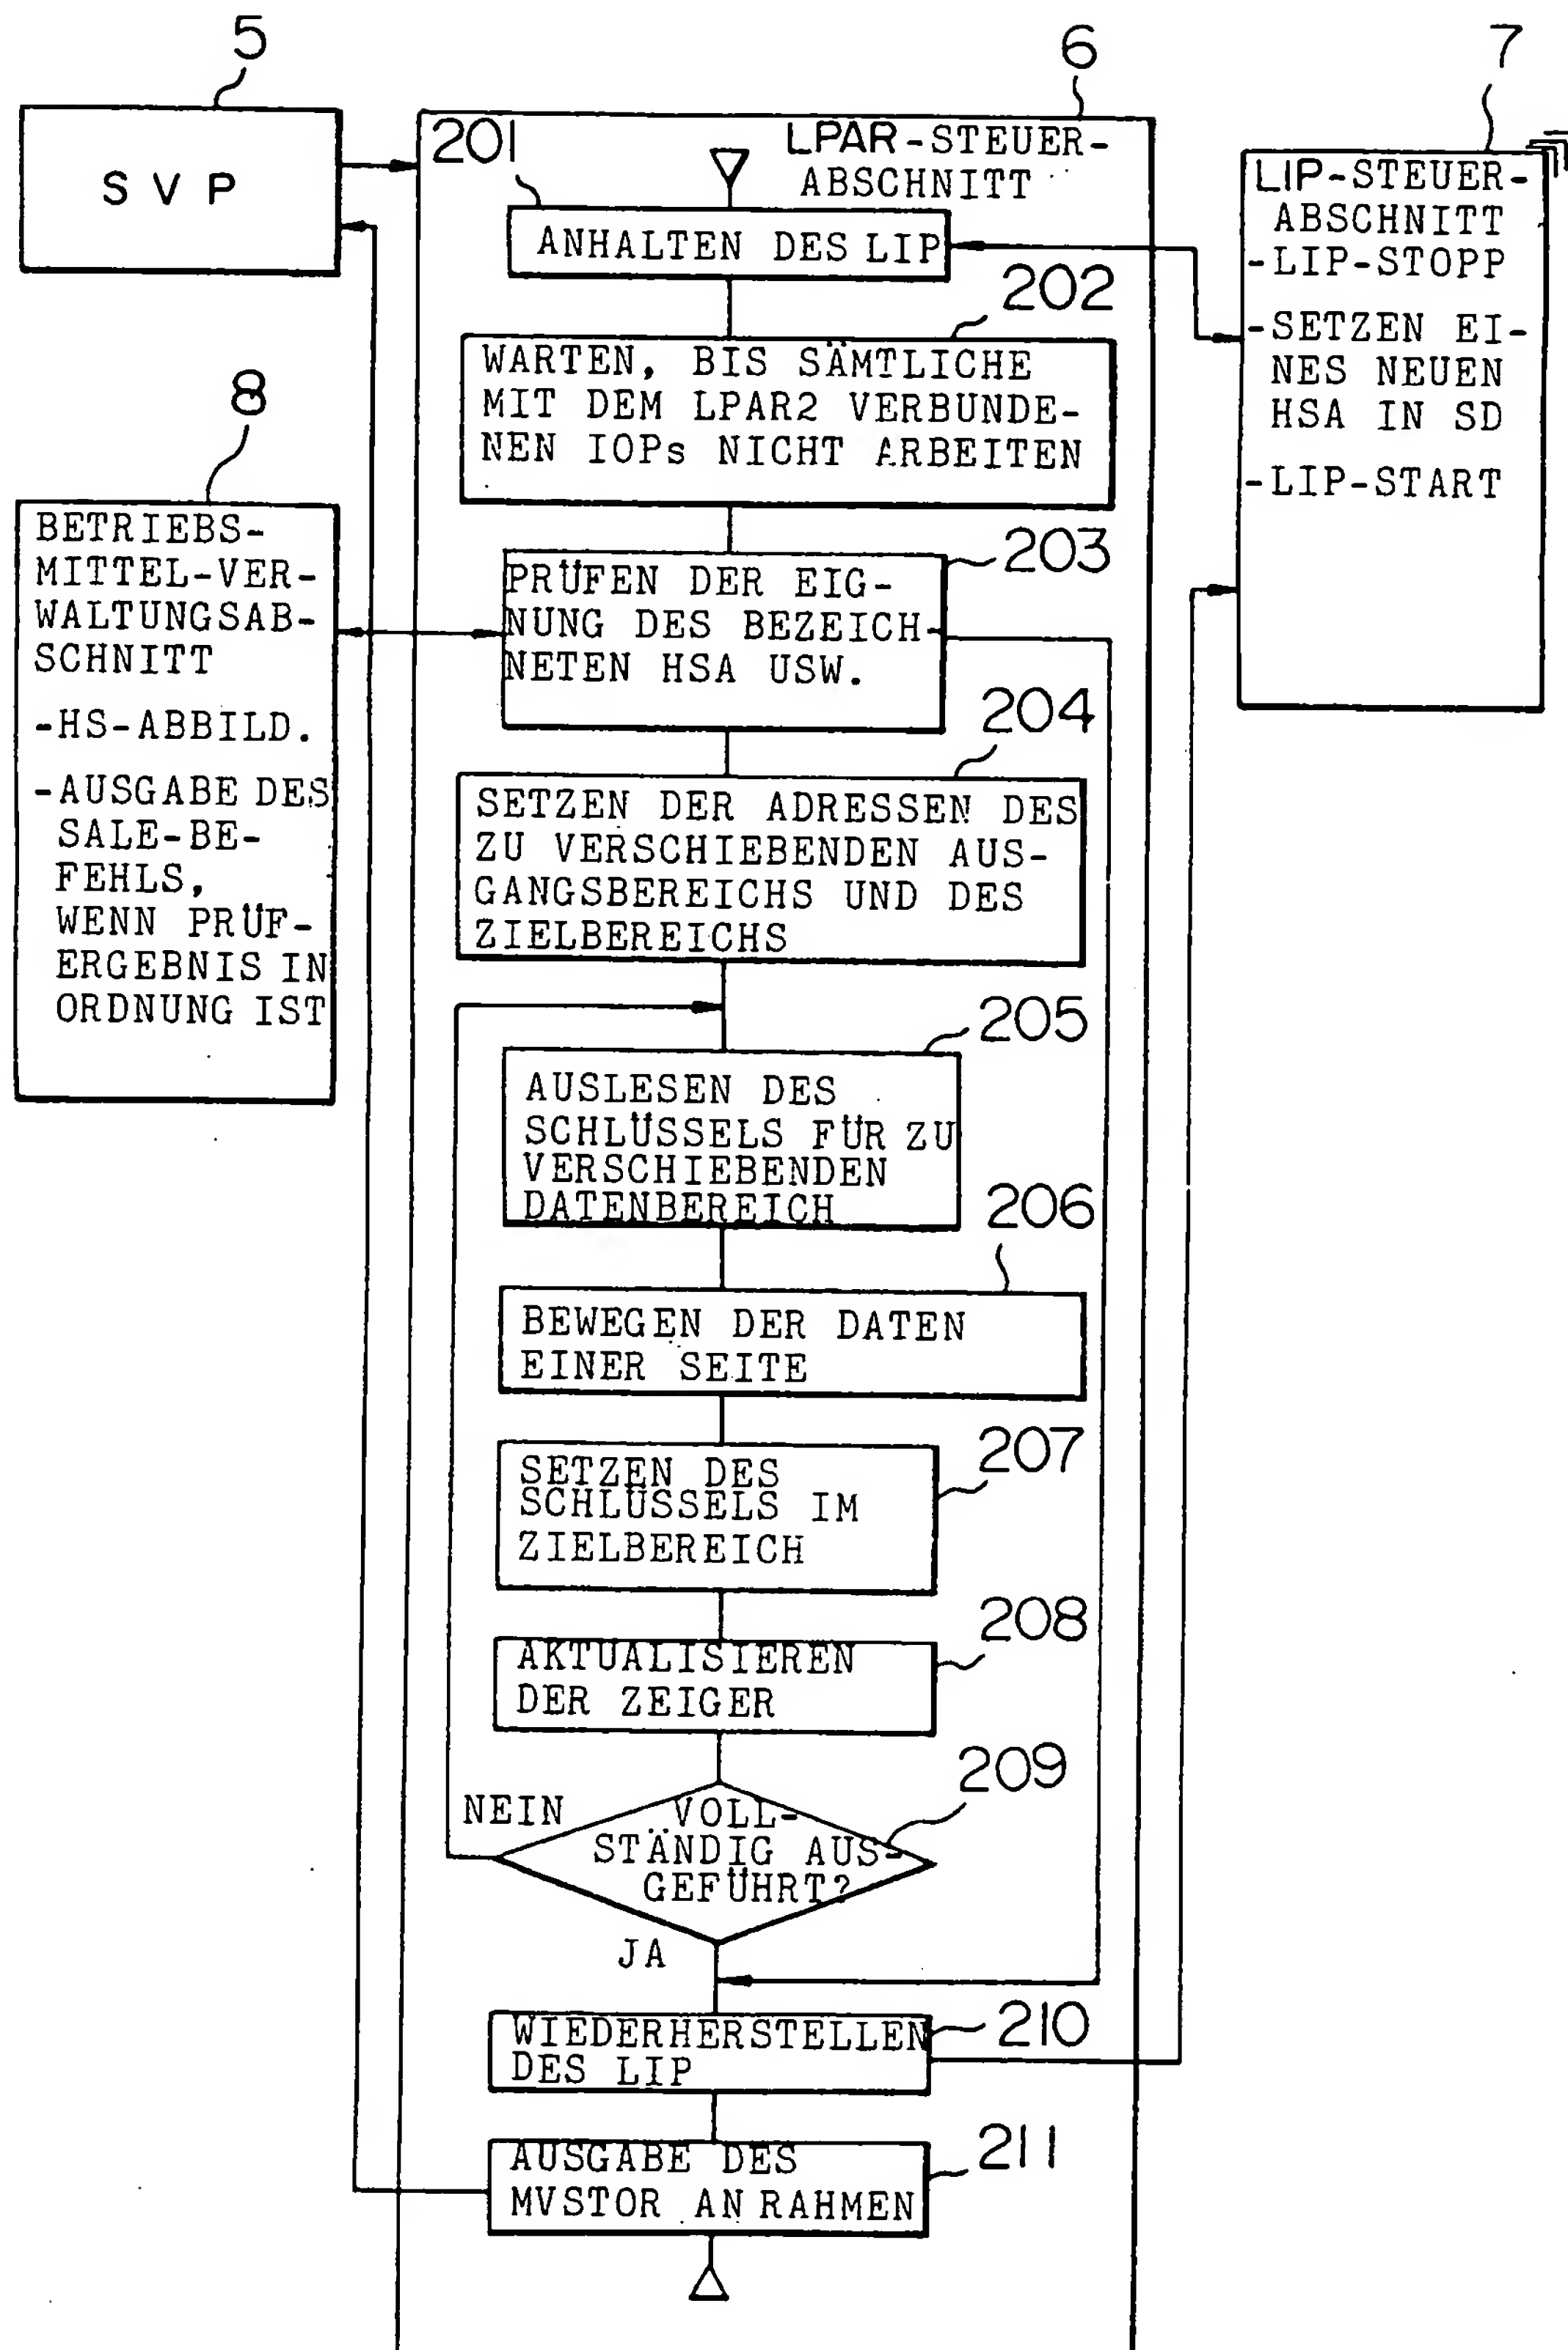 5
6
7
SVP
201
LPAR-STEUER-
ABSCHNITT
ANHALTEN DES LIP
LIP-STEUER-
ABSCHNITT
-LIP-STOPP
-SETZEN EI-
NES NEUEN
HSA IN SD
-LIP-START
202
WARTEN, BIS SÄMTLICHE
MIT DEM LPAR2 VERBUNDE-
NEN IOPs NICHT ARBEITEN
8
BETRIEBS-
MITTEL-VER-
WALTUNGSAB-
SCHNITT
-HS-ABBILD.
-AUSGABE DES
SALE-BE-
FEHLS,
WENN PRÜF-
ERGEBNIS IN
ORDNUNG IST
203
PRÜFEN DER EIG-
NUNG DES BEZEICH-
NETEN HSA USW.
204
SETZEN DER ADRESSEN DES
ZU VERSCHIEBENDEN AUS-
GANGSBEREICHS UND DES
ZIELBEREICHS
205
AUSLESEN DES
SCHLÜSSELS FÜR ZU
VERSCHIEBENDEN
DATENBEREICH
206
BEWEGEN DER DATEN
EINER SEITE
207
SETZEN DES
SCHLÜSSELS IM
ZIELBEREICH
208
AKTUALISIEREN
DER ZEIGER
209
NEIN
VOLL-
STÄNDIG AUS-
GEFÜHRT?
JA
210
WIEDERHERSTELLEN
DES LIP
211
AUSGABE DES
MVSTOR AN RAHMEN